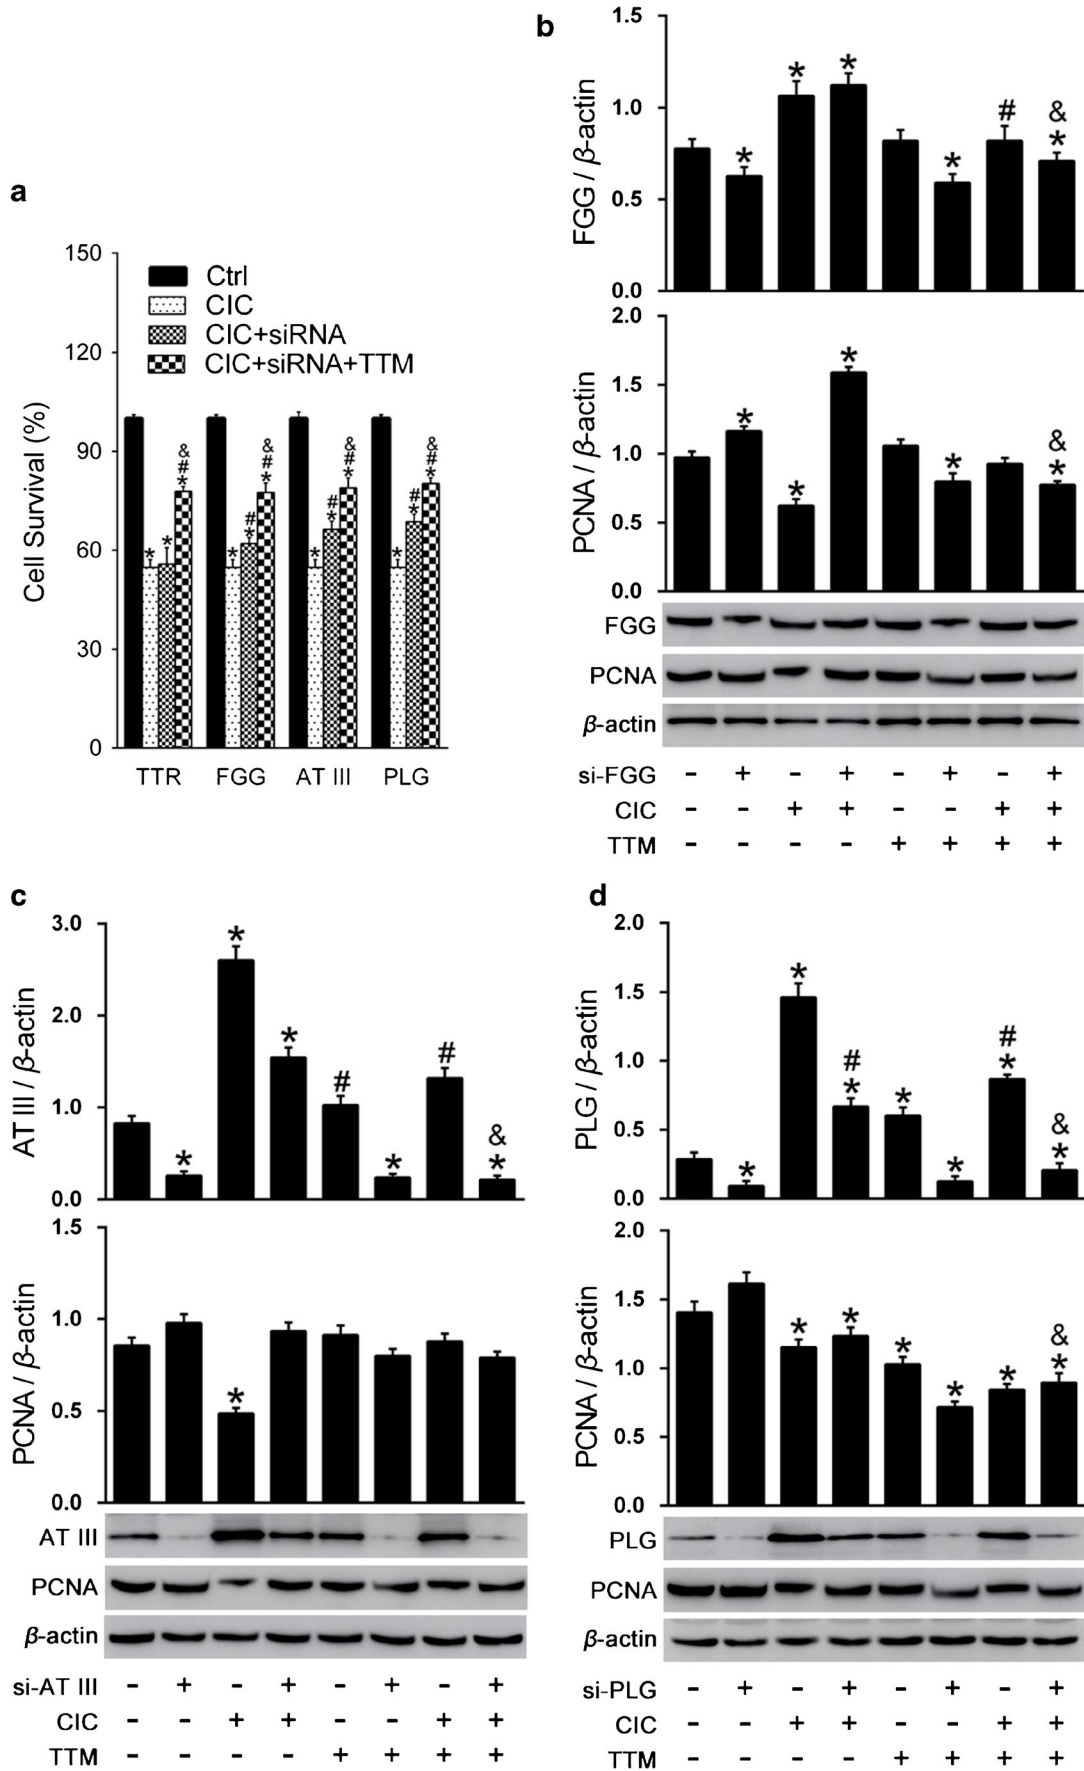 a
150
120
90
60
30
0
Cell Survival (%)
Ctrl
CIC
CIC+siRNA
CIC+siRNA+TTM
* * & # *
* # * & # *
* # * & # *
* # * & # *
TTR FGG AT III PLG
b
1.5
1.0
0.5
0.0
FGG / β-actin
* * * * # & *
2.0
1.5
1.0
0.5
0.0
PCNA / β-actin
* * * * & *
FGG
PCNA
β-actin
si-FGG - + - + - + - +
CIC - - + + - - + +
TTM - - - - + + + +
c
3.0
2.0
1.0
0.0
AT III / β-actin
* * * # * # & *
1.5
1.0
0.5
0.0
PCNA / β-actin
*
AT III
PCNA
β-actin
si-AT III - + - + - + - +
CIC - - + + - - + +
TTM - - - - + + + +
d
2.0
1.5
1.0
0.5
0.0
PLG / β-actin
* * # * * * # * & *
2.0
1.5
1.0
0.5
0.0
PCNA / β-actin
* * * * * & *
PLG
PCNA
β-actin
si-PLG - + - + - + - +
CIC - - + + - - + +
TTM - - - - + + + +